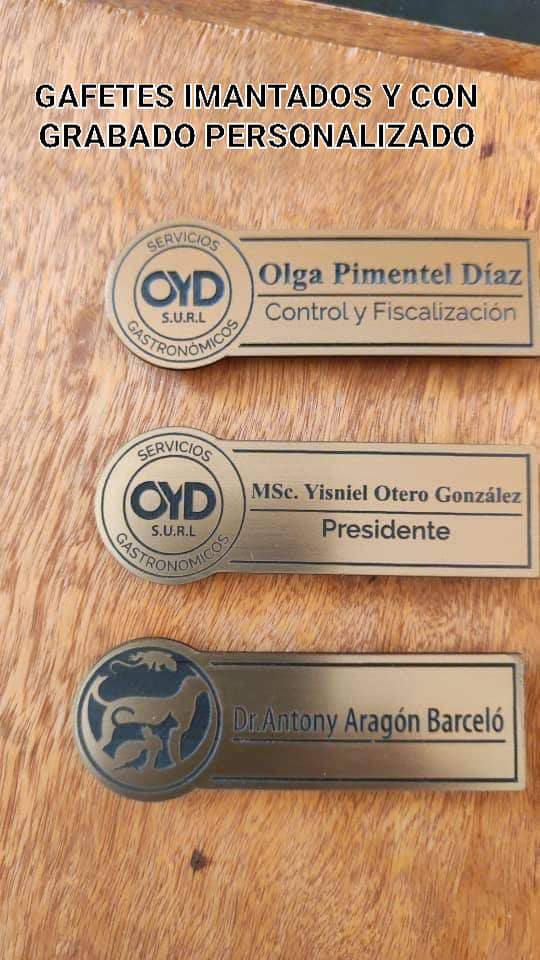 GAFETES IMANTADOS Y CON
GRABADO PERSONALIZADO
SERVICIOS
OYD
S.U.R.L
GASTRONÓMICOS
Olga Pimentel Díaz
Control y Fiscalización
SERVICIOS
OYD
S.U.R.L
GASTRONOMICOS
MSc. Yisniel Otero González
Presidente
Dr.Antony Aragón Barceló